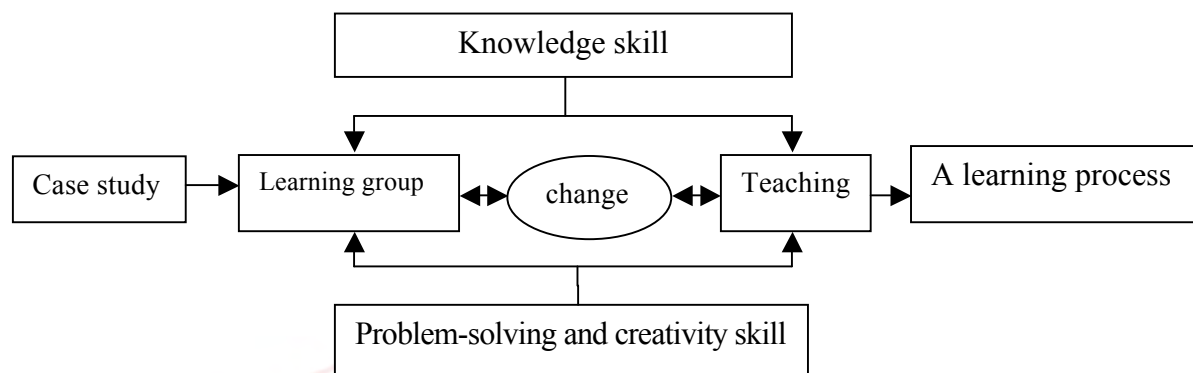 Knowledge skill
Case study
Learning group
change
Teaching
A learning process
Problem-solving and creativity skill